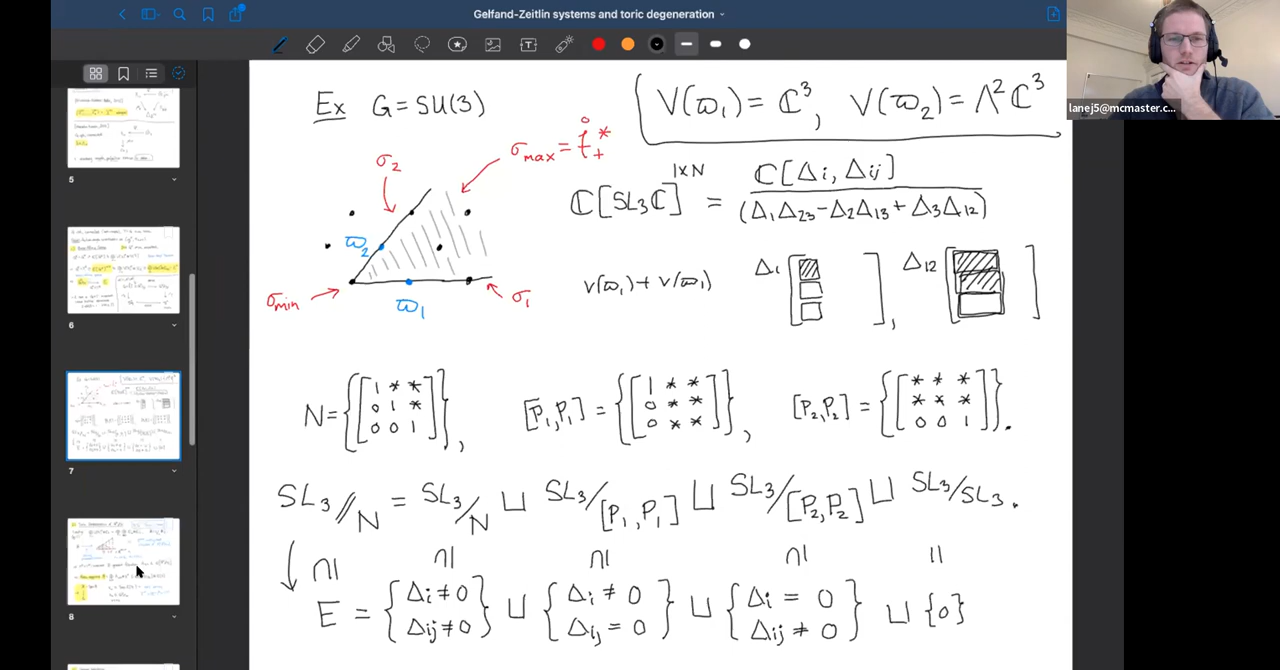 Gelfand-Zeitlin systems and toric degeneration
lanej5@mcmaster.c...
5
6
7
8
Ex G = SU(3)
V(ϖ₁) = ℂ³, V(ϖ₂) = Λ²ℂ³
σ₂
σmax = t̊₊*
ϖ₂
σmin
ϖ₁
σ₁
ℂ[SL₃ℂ]^{1×N} = ℂ[Δi, Δij] / (Δ₁Δ₂₃ - Δ₂Δ₁₃ + Δ₃Δ₁₂)
V(ϖ₁) + V(ϖ₁)
Δ₁ [ ], Δ₁₂ [ ]
N = {[1 * *
0 1 *
0 0 1]},
[P₁,P₁] = {[1 * *
0 * *
0 * *]},
[P₂,P₂] = {[* * *
* * *
0 0 1]}.
SL₃//N = SL₃/N ⊔ SL₃/[P₁,P₁] ⊔ SL₃/[P₂,P₂] ⊔ SL₃/SL₃.
↓ ∩| ∩| ∩| ∩| ||
E = {Δi ≠ 0 Δij ≠ 0} ⊔ {Δi ≠ 0 Δij = 0} ⊔ {Δi = 0 Δij ≠ 0} ⊔ {0}